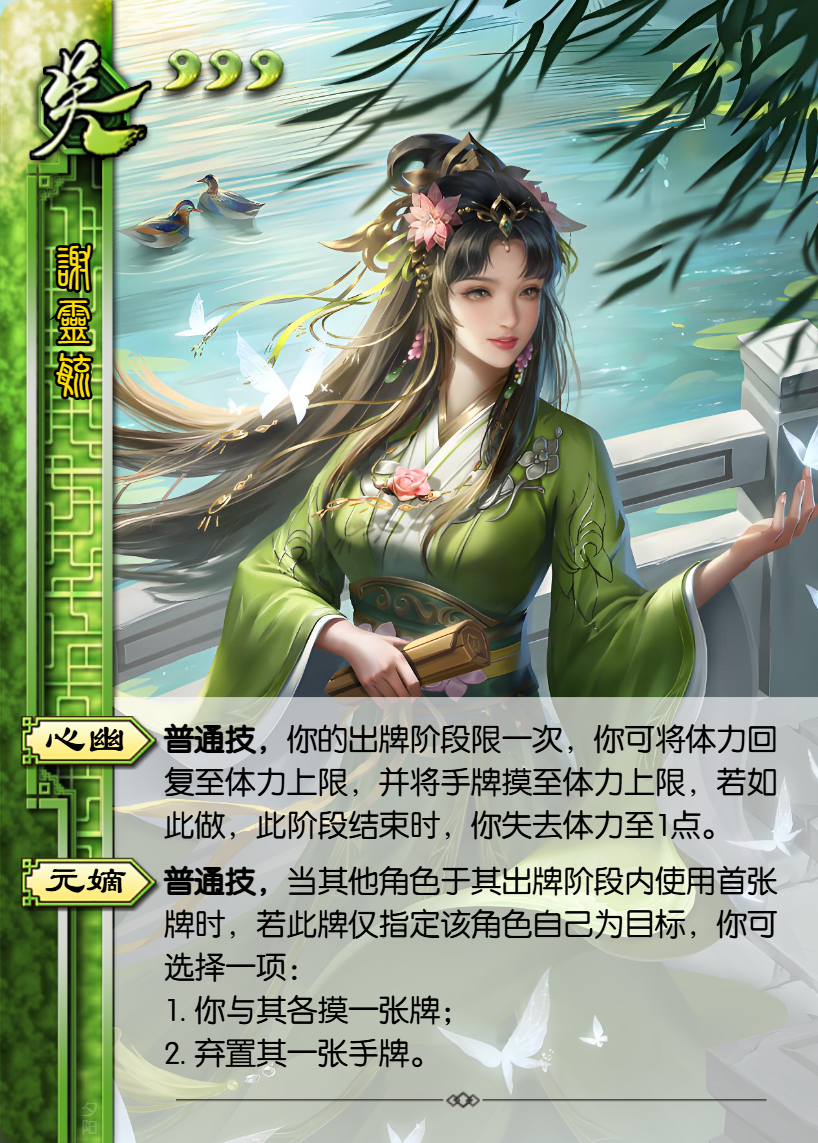 吴
999
謝靈毓
心幽
普通技，你的出牌阶段限一次，你可将体力回
复至体力上限，并将手牌摸至体力上限，若如
此做，此阶段结束时，你失去体力至1点。
元嫡
普通技，当其他角色于其出牌阶段内使用首张
牌时，若此牌仅指定该角色自己为目标，你可
选择一项：
1. 你与其各摸一张牌；
2. 弃置其一张手牌。
夕阳